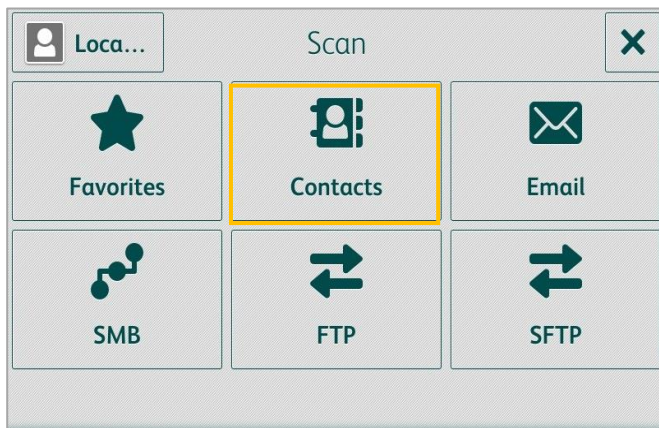 Loca...
Scan
Favorites
Contacts
Email
SMB
FTP
SFTP